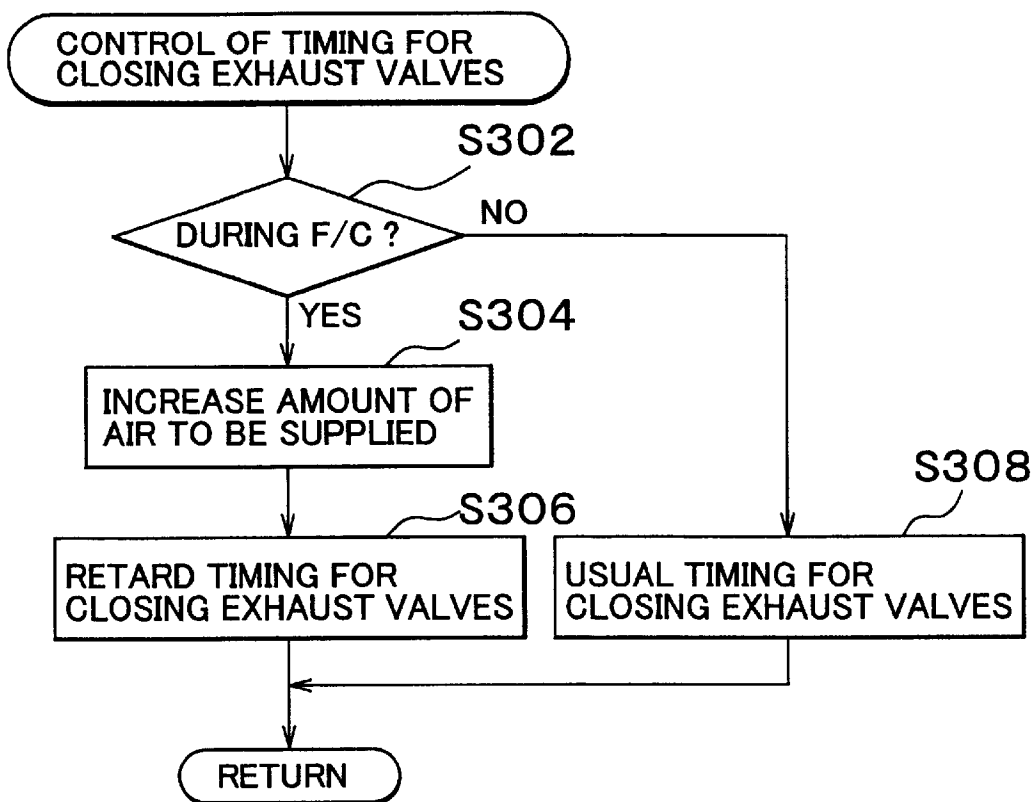 CONTROL OF TIMING FOR
CLOSING EXHAUST VALVES
S302
DURING F/C ?
NO
YES
S304
INCREASE AMOUNT OF
AIR TO BE SUPPLIED
S306
RETARD TIMING FOR
CLOSING EXHAUST VALVES
S308
USUAL TIMING FOR
CLOSING EXHAUST VALVES
RETURN